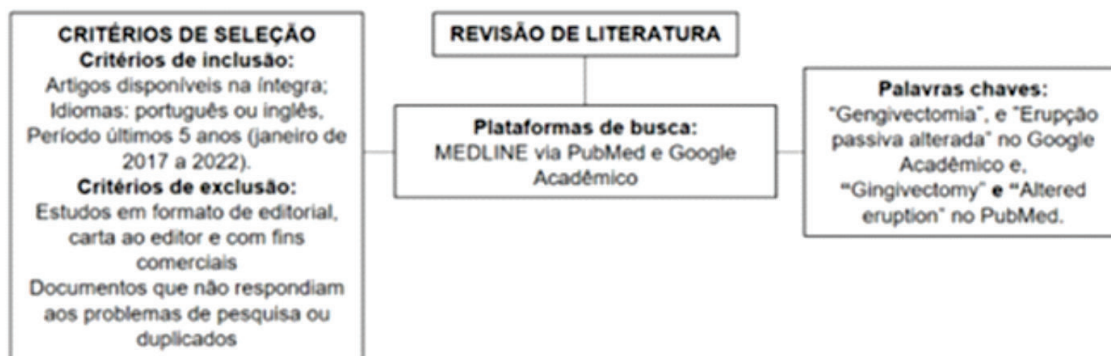 CRITÉRIOS DE SELEÇÃO
Critérios de inclusão:
Artigos disponíveis na íntegra;
Idiomas: português ou inglês,
Período últimos 5 anos (janeiro de
2017 a 2022).
Critérios de exclusão:
Estudos em formato de editorial,
carta ao editor e com fins
comerciais
Documentos que não respondiam
aos problemas de pesquisa ou
duplicados
REVISÃO DE LITERATURA
Plataformas de busca:
MEDLINE via PubMed e Google
Acadêmico
Palavras chaves:
“Gengivectomia”, e ”Erupção
passiva alterada” no Google
Acadêmico e,
“Gingivectomy” e “Altered
eruption” no PubMed.